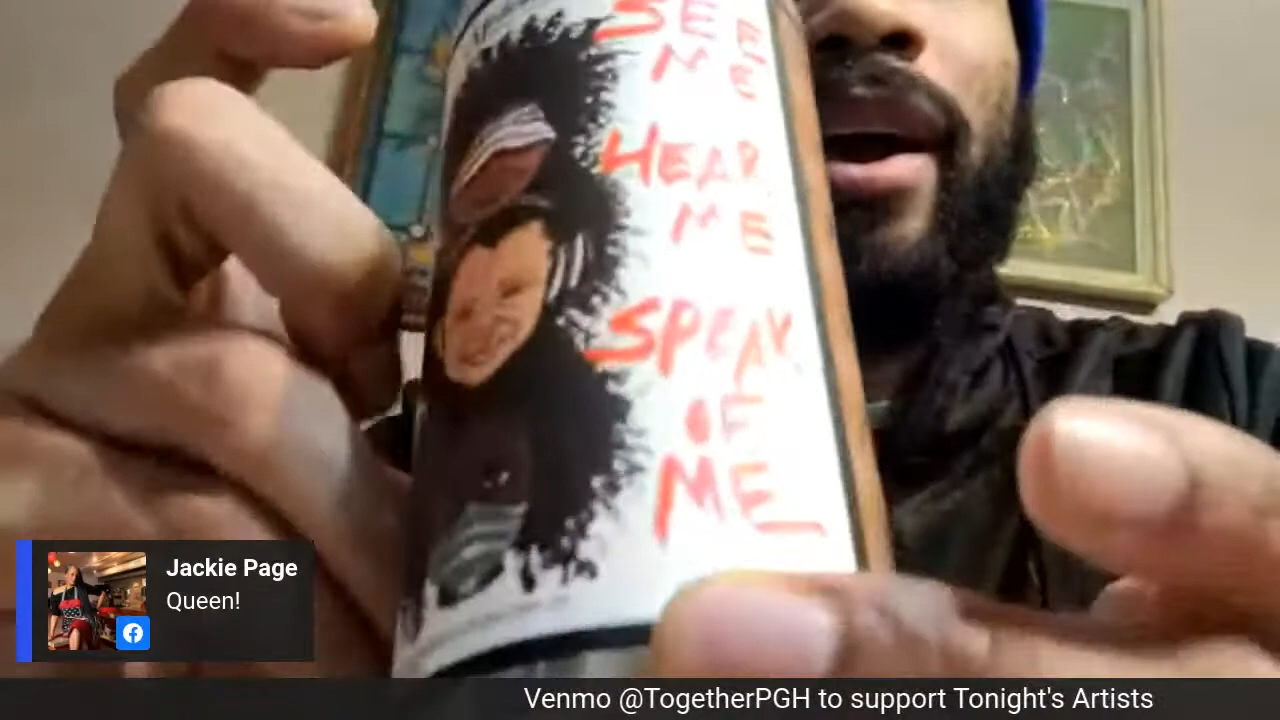 SEE
ME
HEAR
ME
SPEAK
OF
ME
Jackie Page
Queen!
Venmo @TogetherPGH to support Tonight's Artists